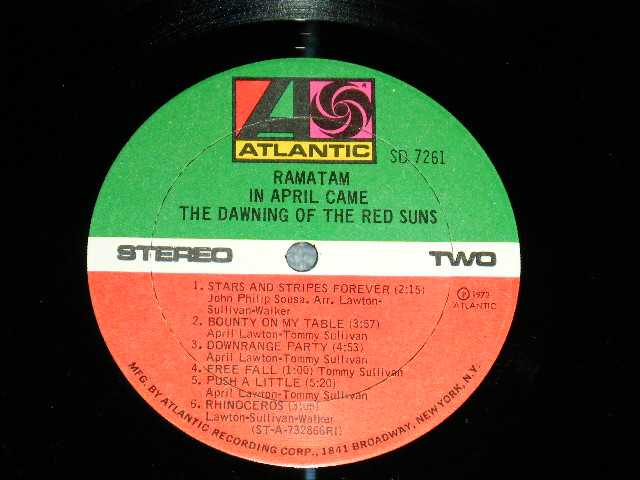 ATLANTIC
SD 7261
RAMATAM
IN APRIL CAME
THE DAWNING OF THE RED SUNS
STEREO TWO
1. STARS AND STRIPES FOREVER (2:15)
John Philip Sousa. Arr. Lawton-
Sullivan-Walker
2. BOUNTY ON MY TABLE (3:57)
April Lawton-Tommy Sullivan
3. DOWNRANGE PARTY (4:53)
April Lawton-Tommy Sullivan
4. FREE FALL (1:00) Tommy Sullivan
5. PUSH A LITTLE (5:20)
April Lawton-Tommy Sullivan
6. RHINOCEROS (3:05)
Lawton-Sullivan-Walker
(ST-A-732866RI)
Ⓟ 1973
ATLANTIC
MFG. BY ATLANTIC RECORDING CORP., 1841 BROADWAY, NEW YORK, N.Y.